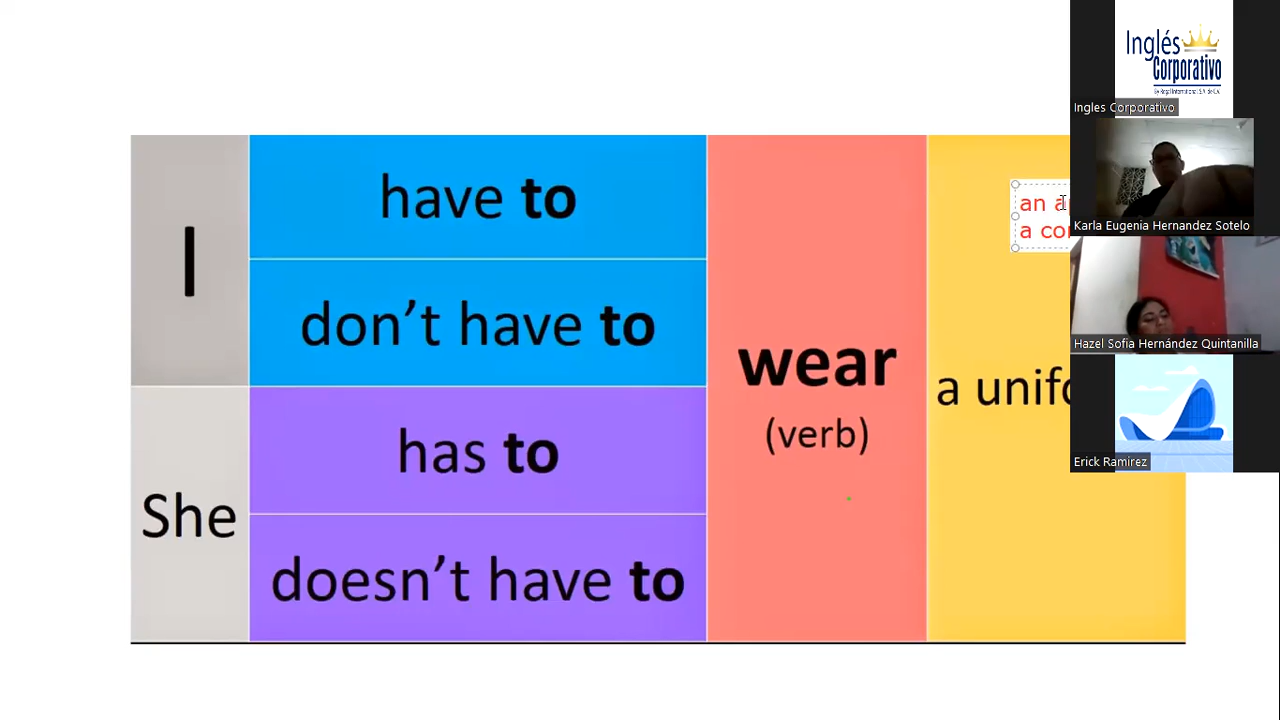 I
have to
don't have to
She
has to
doesn't have to
wear
(verb)
an
a
a
Inglés
Corporativo
Ingles Corporativo
Karla Eugenia Hernandez Sotelo
Hazel Sofia Hernández Quintanilla
Erick Ramirez